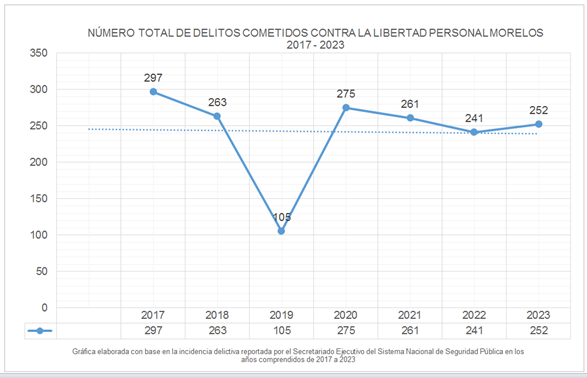 NÚMERO TOTAL DE DELITOS COMETIDOS CONTRA LA LIBERTAD PERSONAL MORELOS
2017 - 2023
350
300
250
200
150
100
50
0
297
263
105
275
261
241
252
2017 2018 2019 2020 2021 2022 2023
297 263 105 275 261 241 252
Gráfica elaborada con base en la incidencia delictiva reportada por el Secretariado Ejecutivo del Sistema Nacional de Seguridad Pública en los
años comprendidos de 2017 a 2023